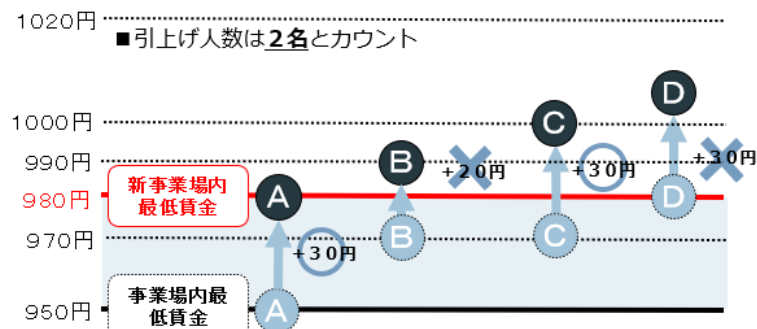 1020円
■引上げ人数は2名とカウント
1000円
990円
980円
970円
950円
新事業場内
最低賃金
事業場内最
低賃金
A
A
+30円
B
B
+20円
C
C
+30円
D
D
+30円